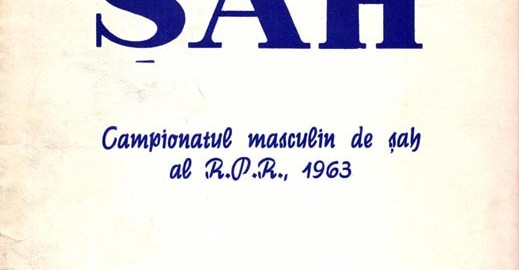 ȘAH
Campionatul masculin de șah
al R.P.R., 1963